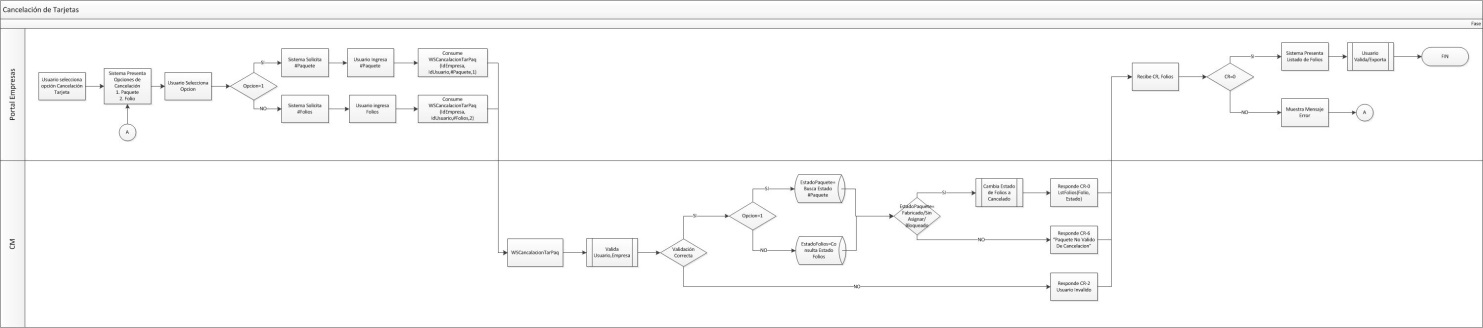 Cancelación de Tarjetas
Fase
Portal Empresas
Usuario selecciona
opción Cancelación
Tarjeta
Sistema Presenta
Opciones de
Cancelación
1. Paquete
2. Folio
A
Usuario Selecciona
Opcion
Opcion=1
SI
Sistema Solicita
#Paquete
Usuario ingresa
#Paquete
Consume
WSCancalacionTarPaq
(idEmpresa,
IdUsuario,#Paquete,1)
NO
Sistema Solicita
#Folios
Usuario ingresa
Folios
Consume
WSCancalacionTarPaq
(idEmpresa,
IdUsuario,#Folios,2)
Recibe CR, Folios
CR=0
SI
Sistema Presenta
Listado de Folios
Usuario
Valida/Exporta
FIN
NO
Muestra Mensaje
Error
A
CM
WSCancalacionTarPaq
Valida
Usuario,Empresa
Validación
Correcta
SI
Opcion=1
SI
EstadoPaquete=
Busca Estado
#Paquete
NO
EstadoFolios=Co
nsulta Estado
Folios
EstadoPaquete=
Fabricado/Sin
Asignar/
Bloqueado
SI
Cambia Estado
de Folios a
Cancelado
Responde CR=0
LstFolios(Folio,
Estado)
NO
Responde CR=6
"Paquete No Valido
De Cancelacion"
NO
Responde CR=2
Usuario Invalido